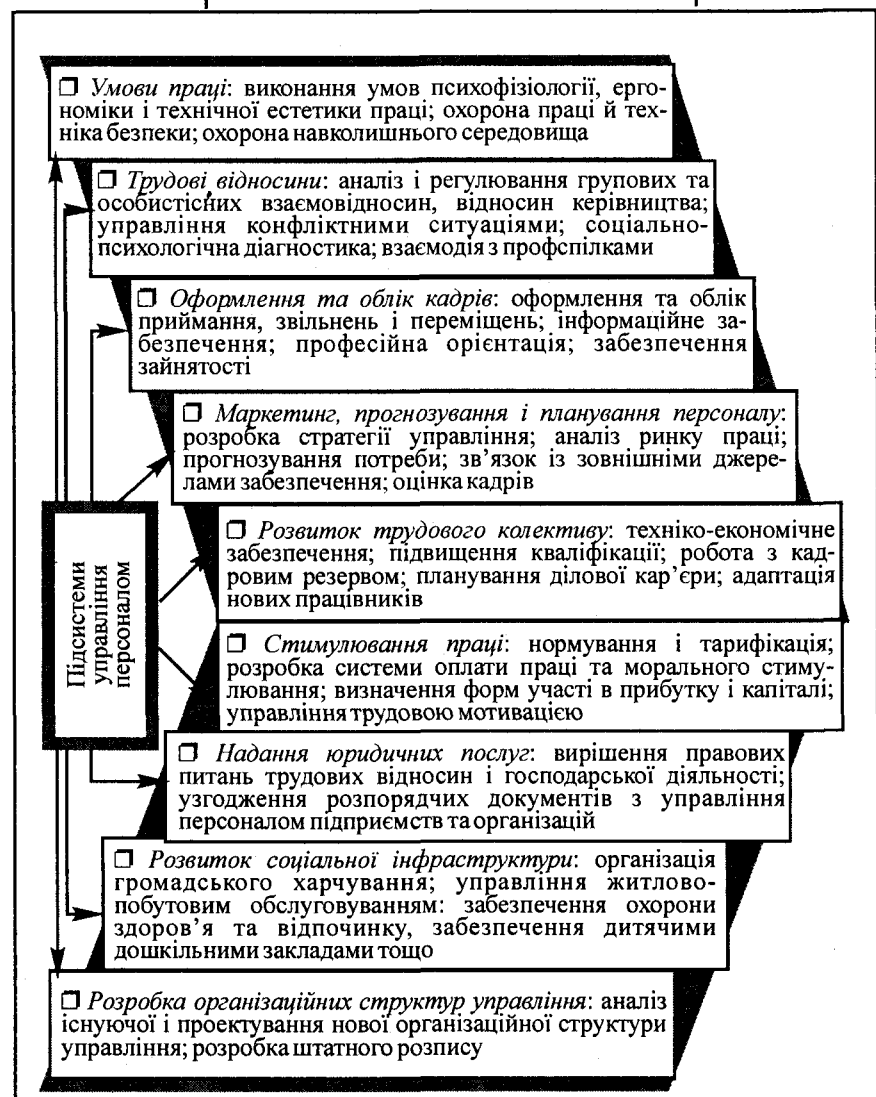 ❒ Умови праці: виконання умов психофізіології, ерго-
номіки і технічної естетики праці; охорона праці й тех-
ніка безпеки; охорона навколишнього середовища
❒ Трудові відносини: аналіз і регулювання групових та
особистісних взаємовідносин, відносин керівництва;
управління конфліктними ситуаціями; соціально-
психологічна діагностика; взаємодія з профспілками
❒ Оформлення та облік кадрів: оформлення та облік
приймання, звільнень і переміщень; інформаційне за-
безпечення; професійна орієнтація; забезпечення
зайнятості
❒ Маркетинг, прогнозування і планування персоналу:
розробка стратегії управління; аналіз ринку праці;
прогнозування потреби; зв’язок із зовнішніми джере-
лами забезпечення; оцінка кадрів
Підсистеми
управління
персоналом
❒ Розвиток трудового колективу: техніко-економічне
забезпечення; підвищення кваліфікації; робота з кад-
ровим резервом; планування ділової кар’єри; адаптація
нових працівників
❒ Стимулювання праці: нормування і тарифікація;
розробка системи оплати праці та морального стиму-
лювання; визначення форм участі в прибутку і капіталі;
управління трудовою мотивацією
❒ Надання юридичних послуг: вирішення правових
питань трудових відносин і господарської діяльності;
узгодження розпорядчих документів з управління
персоналом підприємств та організацій
❒ Розвиток соціальної інфраструктури: організація
громадського харчування; управління житлово-
побутовим обслуговуванням: забезпечення охорони
здоров’я та відпочинку, забезпечення дитячими
дошкільними закладами тощо
❒ Розробка організаційних структур управління: аналіз
існуючої і проектування нової організаційної структури
управління; розробка штатного розпису